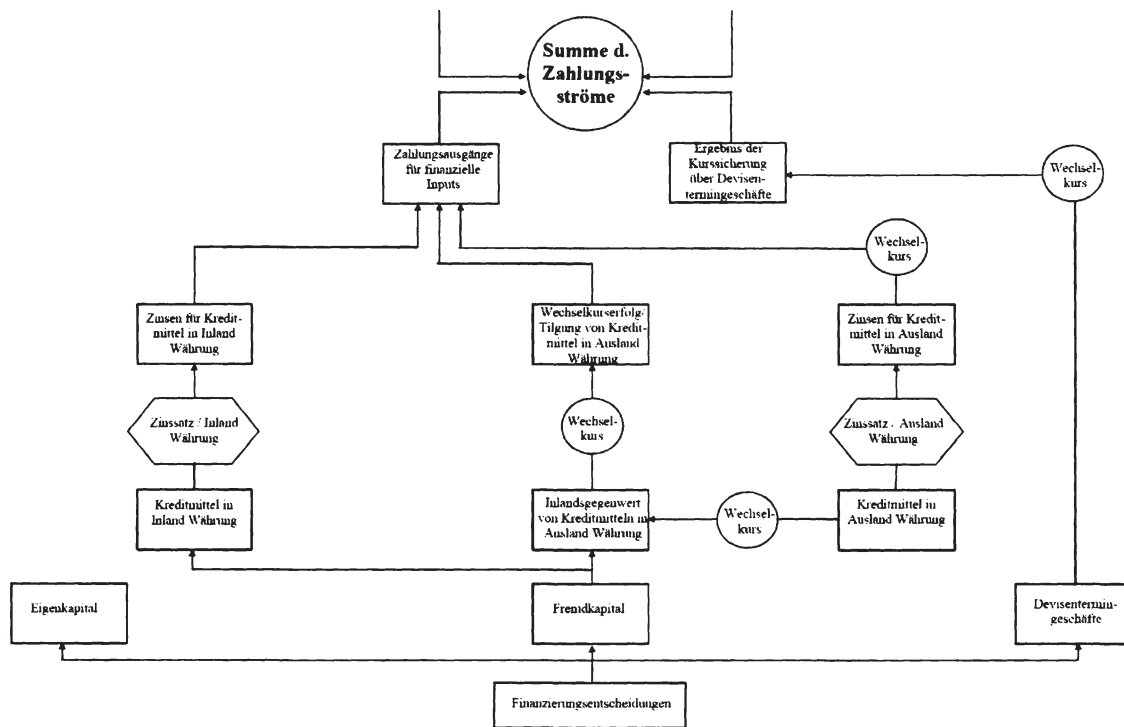 Summe d.
Zahlungs-
ströme
Zahlungsausgänge
für finanzielle
Inputs
Ergebnis der
Kurssicherung
über Devisen-
termingeschäfte
Wechsel-
kurs
Wechsel-
kurs
Zinsen für Kredit-
mittel in Inland
Währung
Wechselkurserfolg/
Tilgung von Kredit-
mittel in Ausland
Währung
Zinsen für Kredit-
mittel in Ausland
Währung
Zinssatz / Inland
Währung
Wechsel-
kurs
Zinssatz / Ausland
Währung
Kreditmittel in
Inland Währung
Inlandsgegenwert
von Kreditmitteln in
Ausland Währung
Wechsel-
kurs
Kreditmittel in
Ausland Währung
Eigenkapital
Fremdkapital
Devisentermin-
geschäfte
Finanzierungsentscheidungen